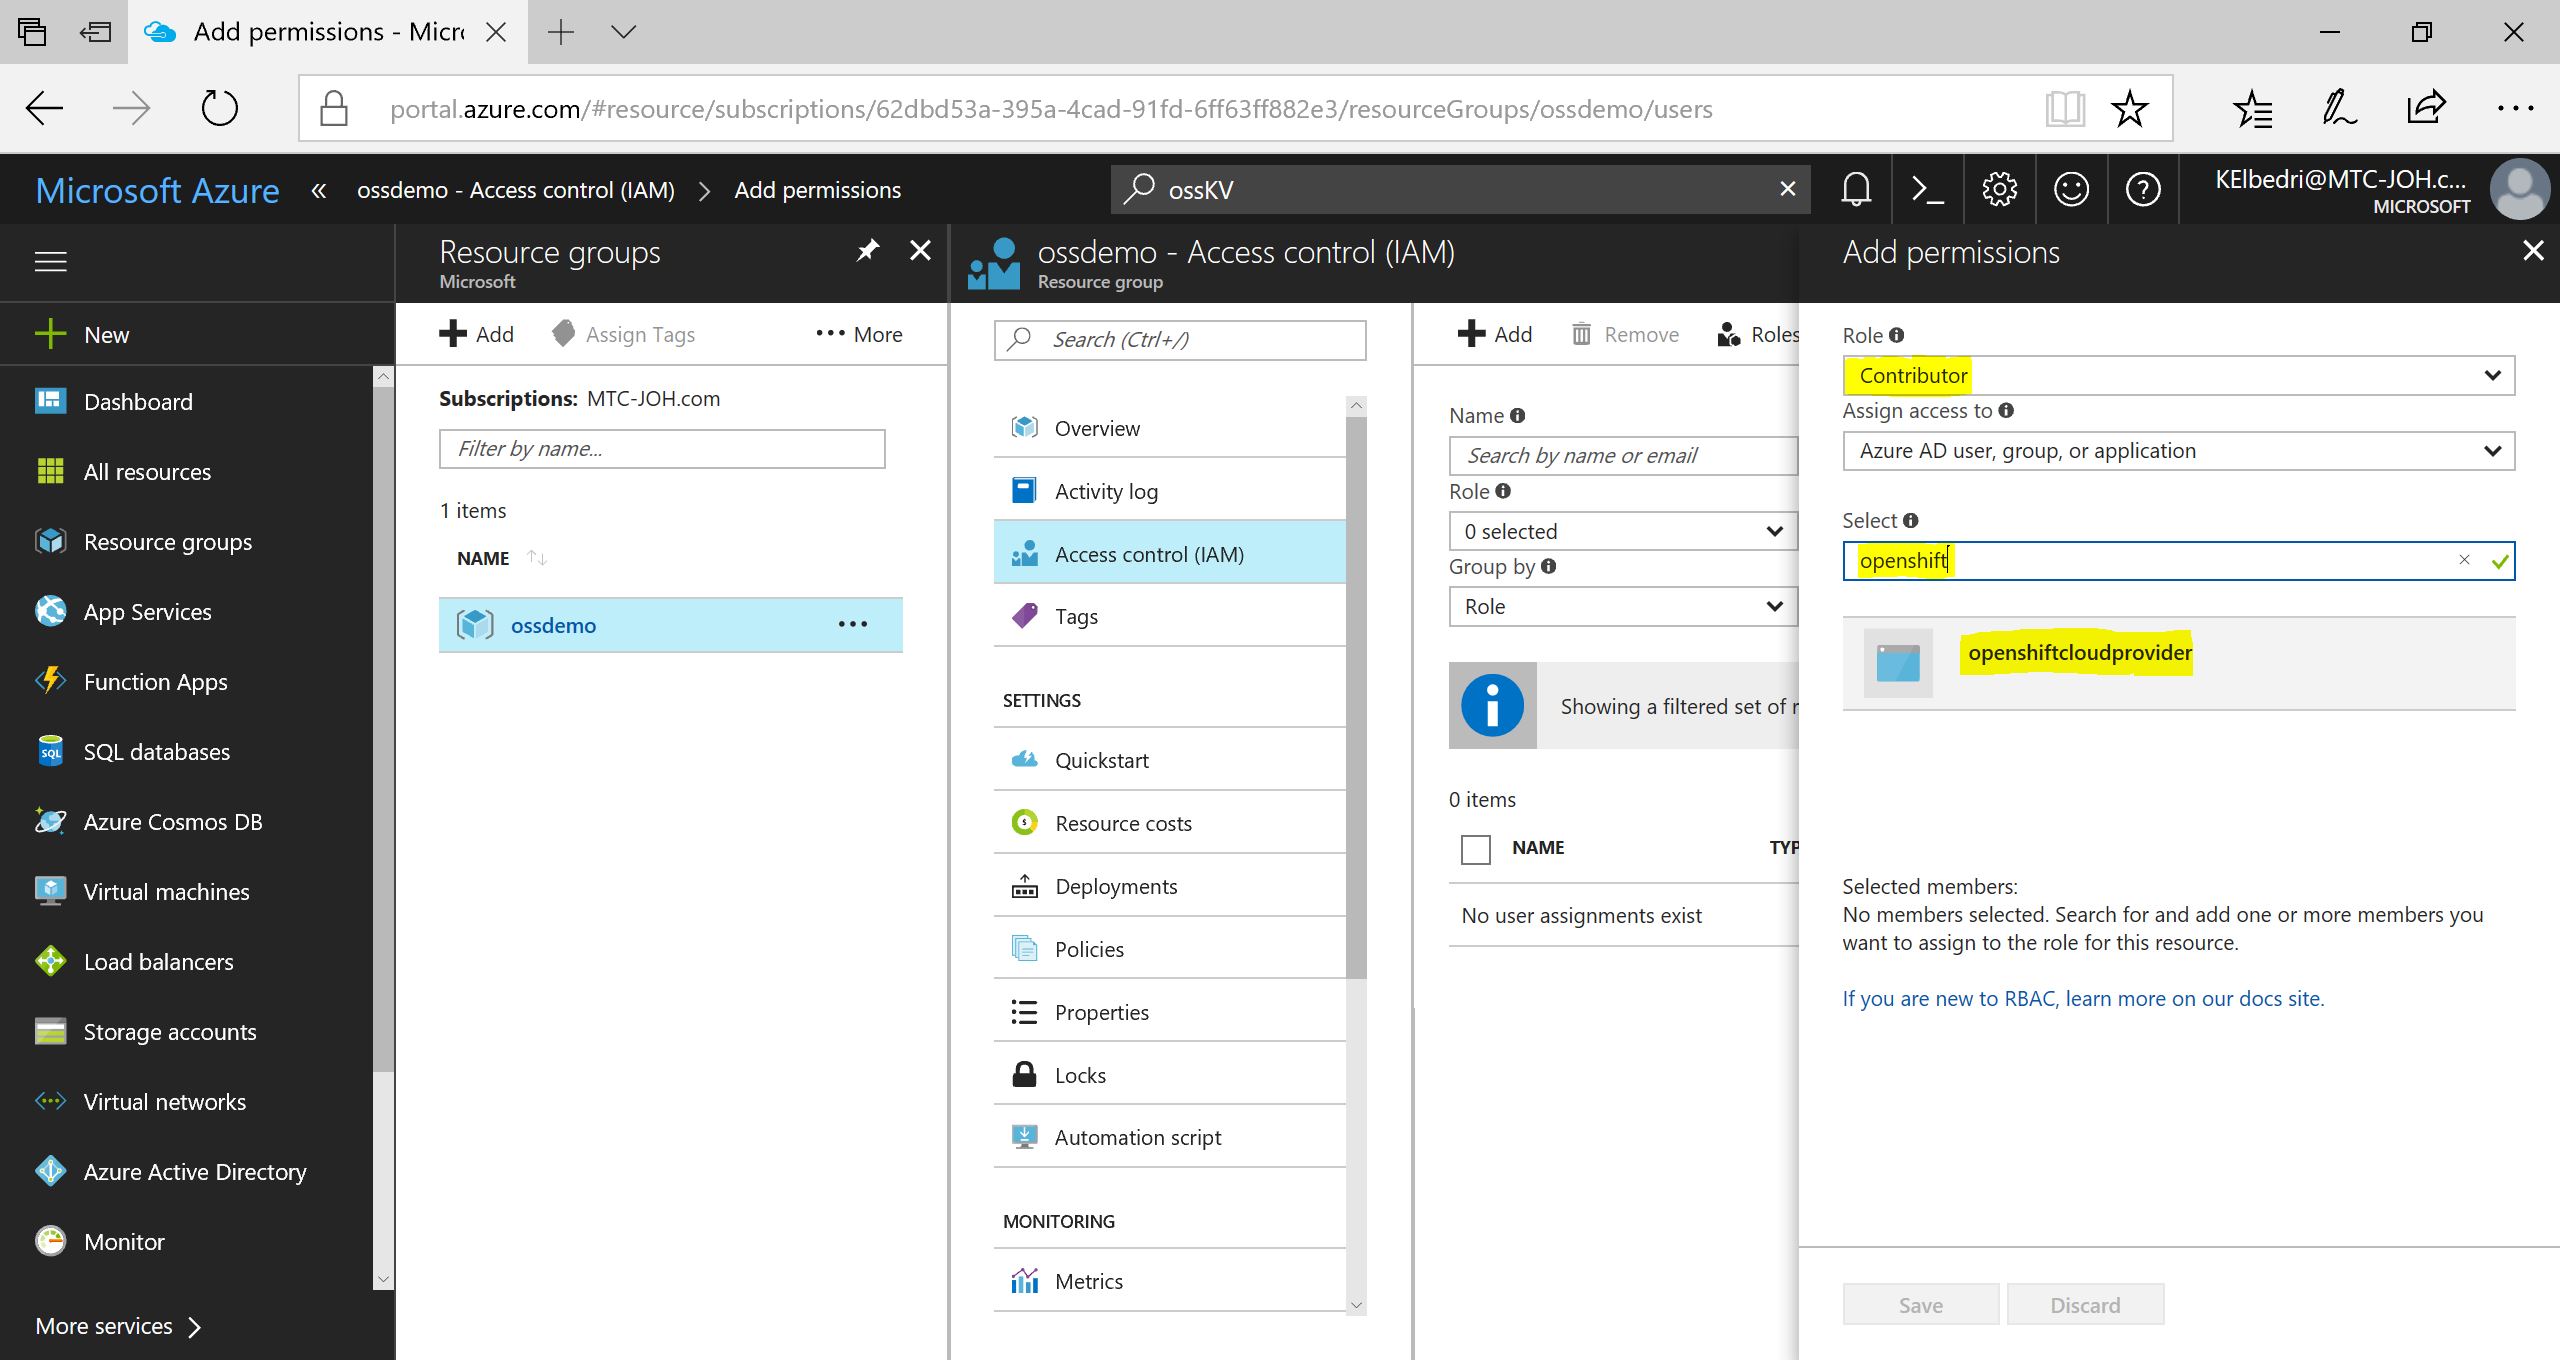 Add permissions - Micr
portal.azure.com/#resource/subscriptions/62dbd53a-395a-4cad-91fd-6ff63ff882e3/resourceGroups/ossdemo/users
Microsoft Azure « ossdemo - Access control (IAM) > Add permissions
ossKV
KElbedri@MTC-JOH.c...
MICROSOFT
New
Dashboard
All resources
Resource groups
App Services
Function Apps
SQL databases
Azure Cosmos DB
Virtual machines
Load balancers
Storage accounts
Virtual networks
Azure Active Directory
Monitor
More services >
Resource groups
Microsoft
Add Assign Tags ••• More
Subscriptions: MTC-JOH.com
Filter by name...
1 items
NAME
ossdemo •••
ossdemo - Access control (IAM)
Resource group
Search (Ctrl+/)
Overview
Activity log
Access control (IAM)
Tags
SETTINGS
Quickstart
Resource costs
Deployments
Policies
Properties
Locks
Automation script
MONITORING
Metrics
Add Remove Roles
Name
Search by name or email
Role
0 selected
Group by
Role
Showing a filtered set of r
0 items
NAME TYP
No user assignments exist
Add permissions
Role
Contributor
Assign access to
Azure AD user, group, or application
Select
openshift
openshiftcloudprovider
Selected members:
No members selected. Search for and add one or more members you
want to assign to the role for this resource.
If you are new to RBAC, learn more on our docs site.
Save Discard